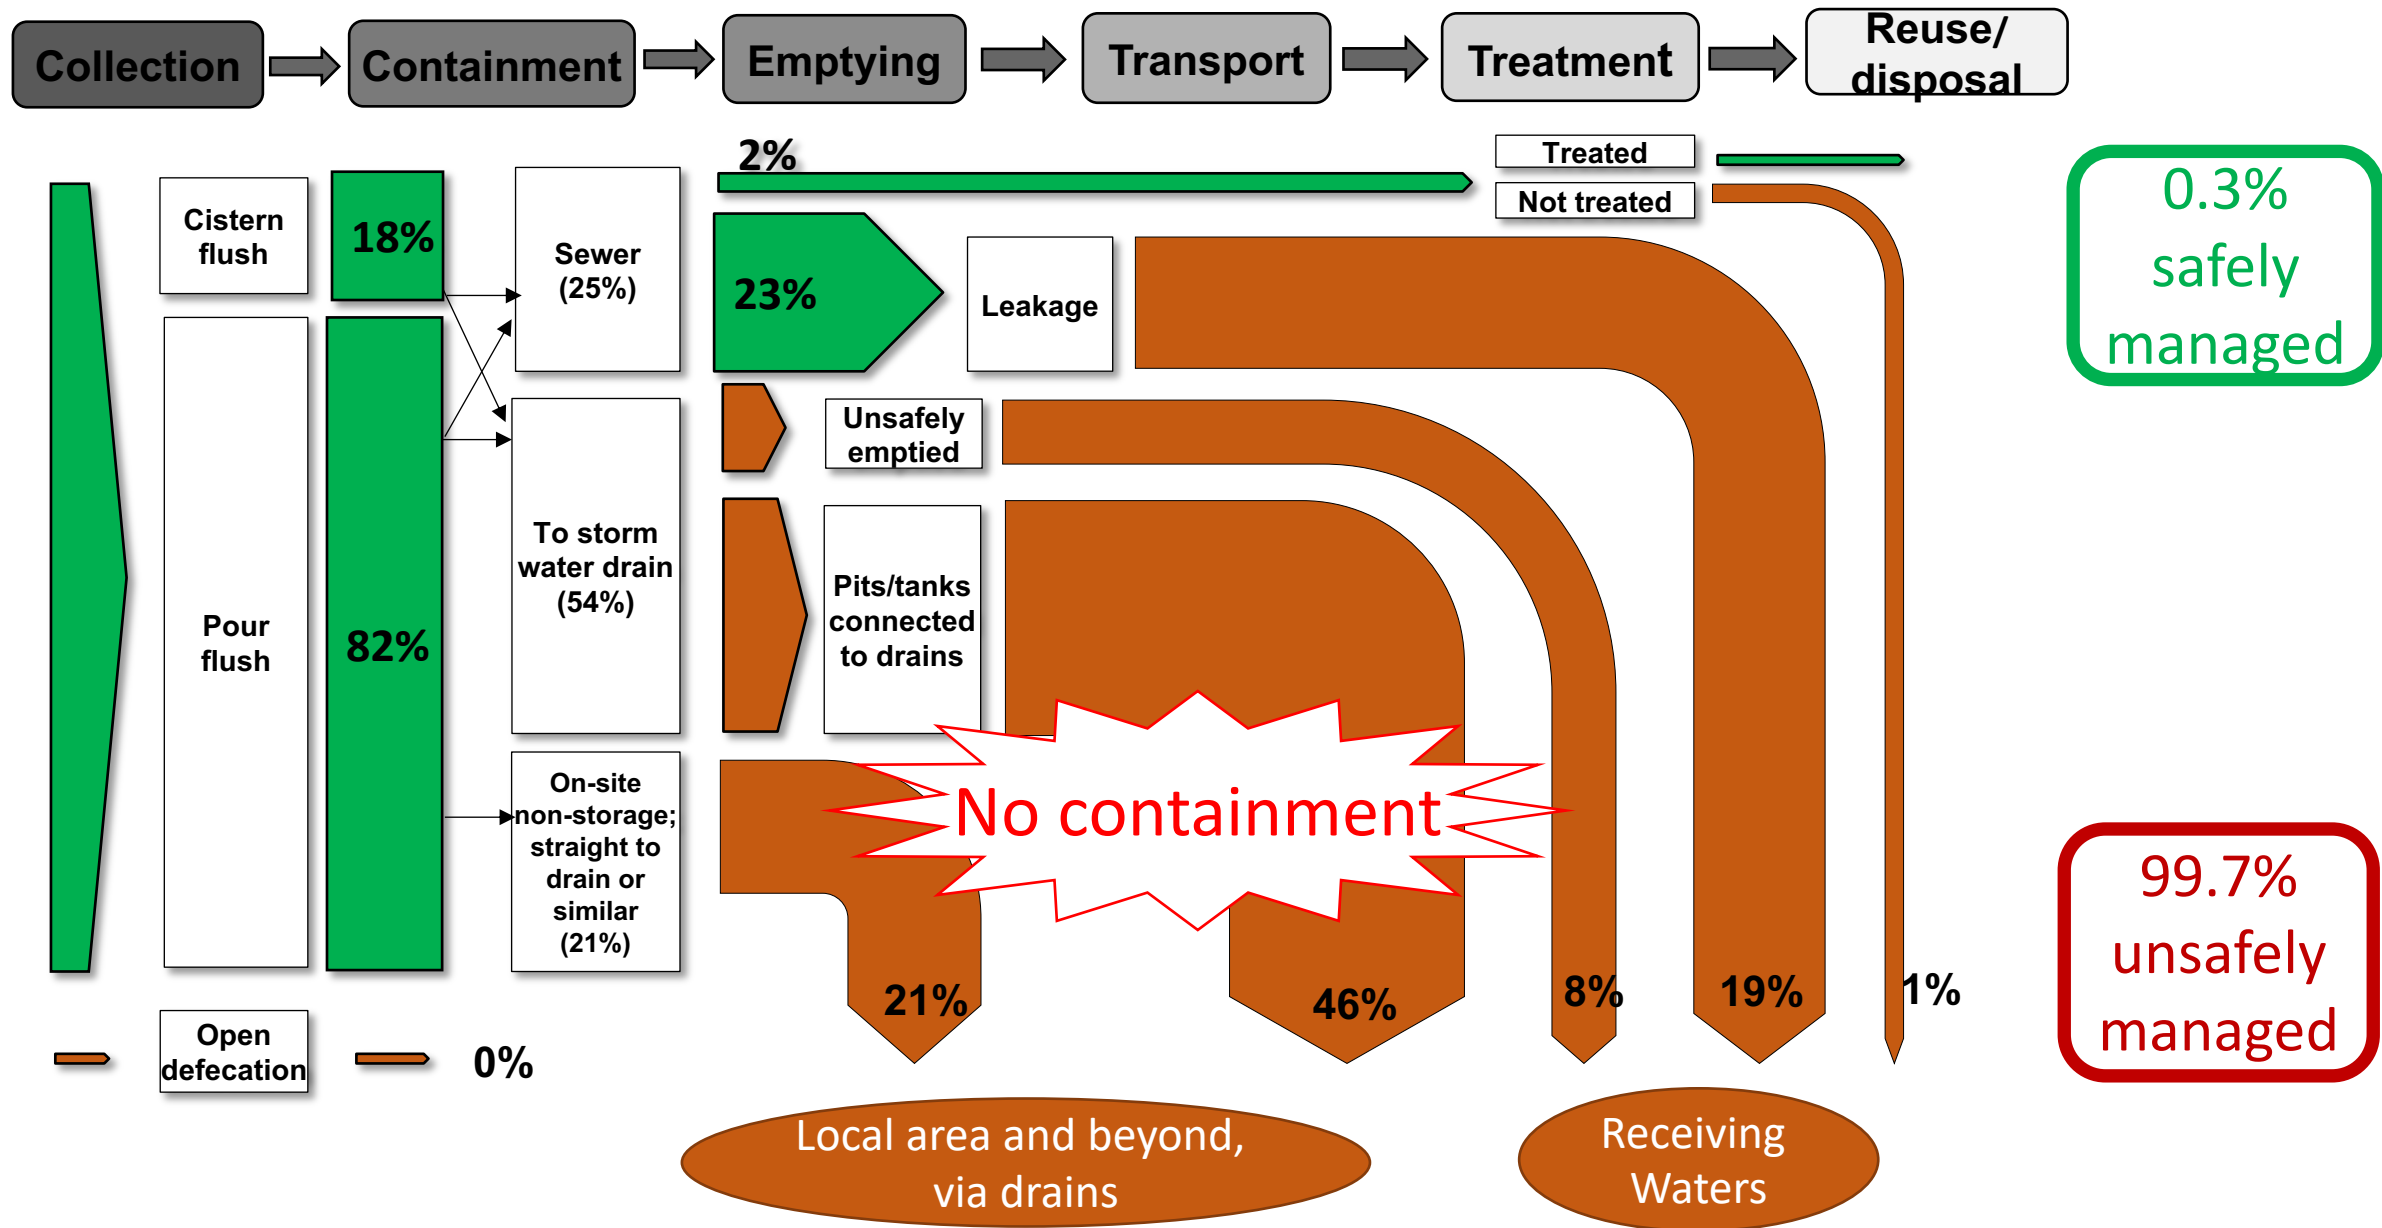 Collection
Containment
Emptying
Transport
Treatment
Reuse/
disposal
2%
Treated
Not treated
Cistern
flush
18%
Sewer
(25%)
23%
Leakage
0.3%
safely
managed
Unsafely
emptied
To storm
water drain
(54%)
Pits/tanks
connected
to drains
Pour
flush
82%
On-site
non-storage;
straight to
drain or
similar
(21%)
No containment
21%
46%
8%
19%
1%
99.7%
unsafely
managed
Open
defecation
0%
Local area and beyond,
via drains
Receiving
Waters